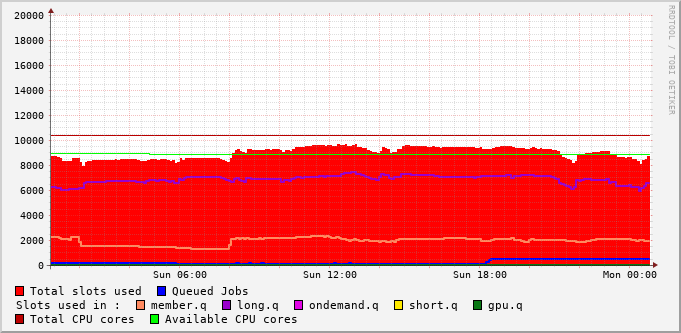 20000
18000
16000
14000
12000
10000
8000
6000
4000
2000
0
Sun 06:00 Sun 12:00 Sun 18:00 Mon 00:00
Total slots used Queued Jobs
Slots used in : member.q long.q ondemand.q short.q gpu.q
Total CPU cores Available CPU cores
RRDTOOL / TOBI OETIKER